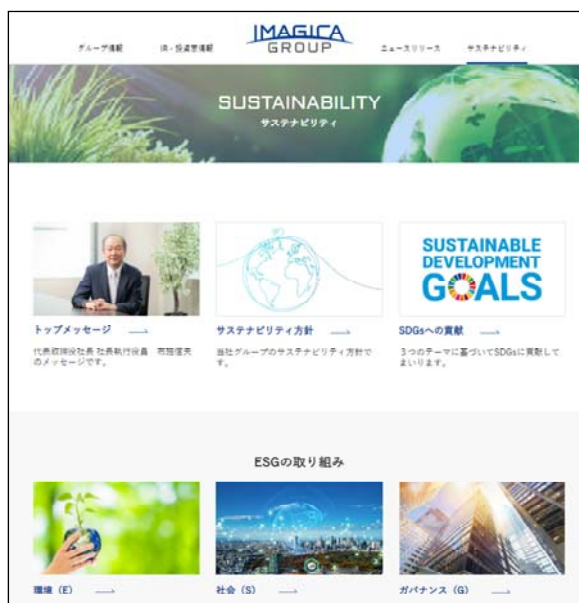 グループ情報
IR・投資家情報
IMAGICA
GROUP
ニュースリリース
サステナビリティ
SUSTAINABILITY
サステナビリティ
トップメッセージ
代表取締役社長 社長執行役員　布施信夫
のメッセージです。
サステナビリティ方針
当社グループのサステナビリティ方針で
す。
SUSTAINABLE
DEVELOPMENT
GOALS
SDGsへの貢献
３つのテーマに基づいてSDGsに貢献して
まいります。
ESGの取り組み
環境（E）
社会（S）
ガバナンス（G）